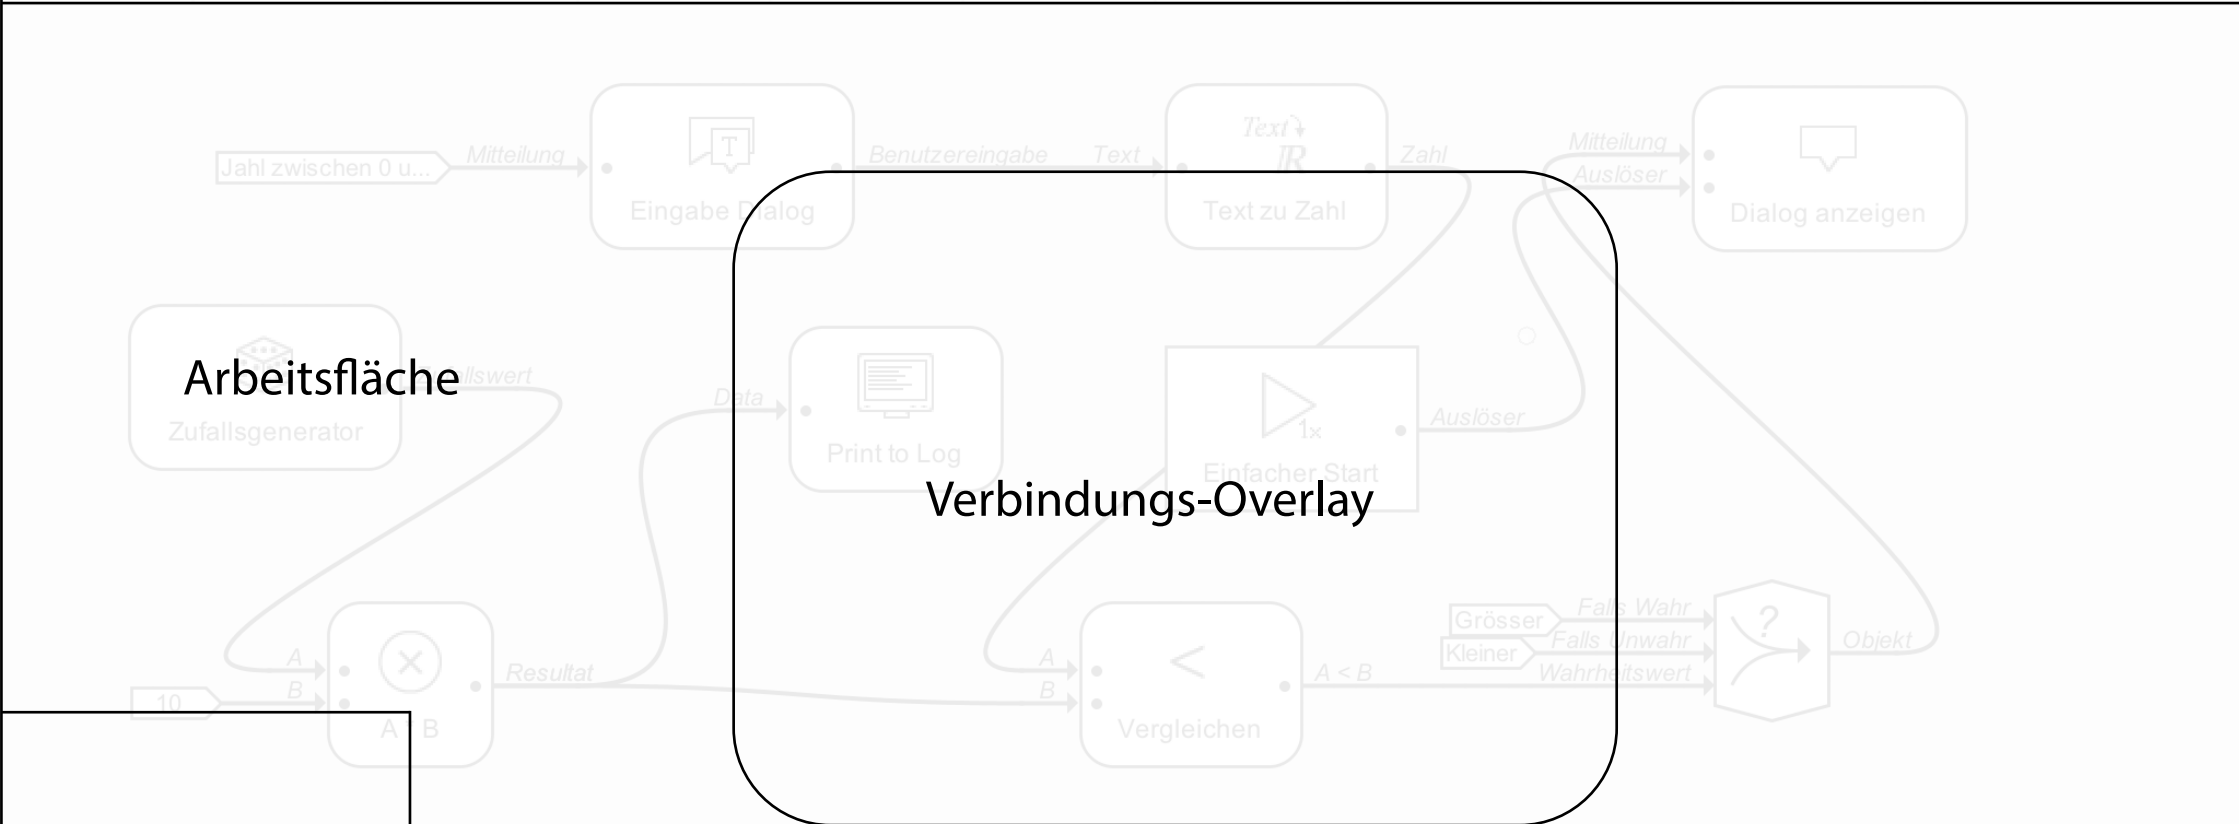 Mitteilung
Jahl zwischen 0 u...
T
Eingabe Dialog
Benutzereingabe
Text
Text
R
Text zu Zahl
Zahl
Mitteilung
Auslöser
Dialog anzeigen
Arbeitsfläche
Zufallsgenerator
Data
Print to Log
1x
Einfacher Start
Auslöser
Verbindungs-Overlay
A
B
10
A B
Resultat
A
B
<
Vergleichen
A < B
Grösser
Kleiner
Falls Wahr
Falls Unwahr
Wahrheitswert
?
Objekt